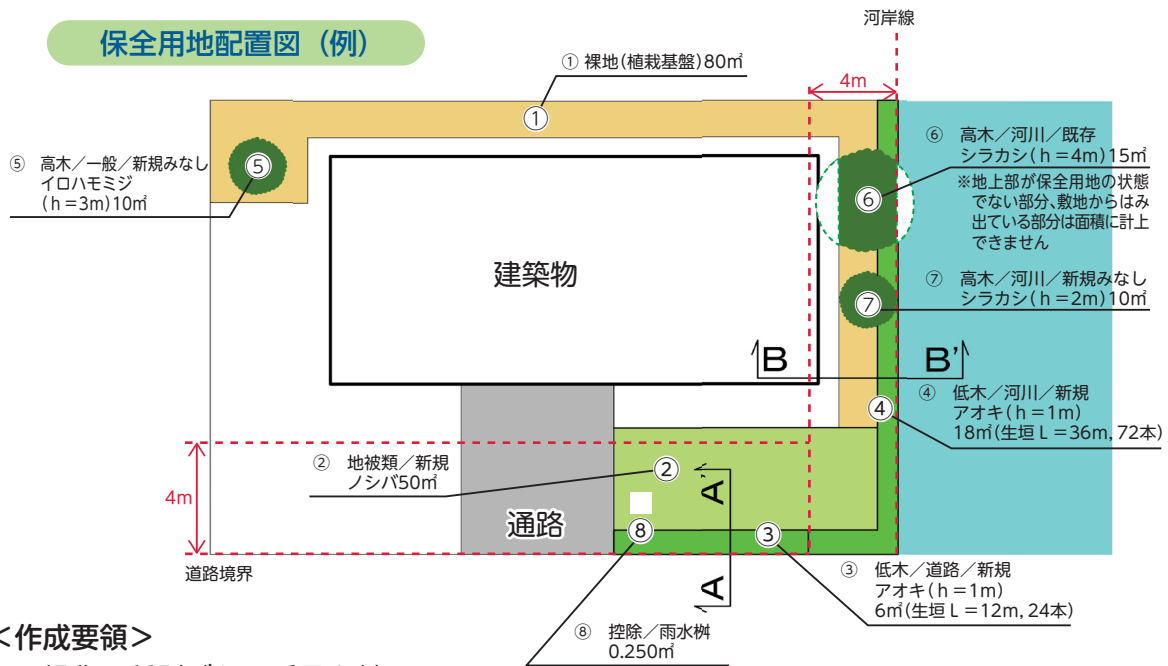 保全用地配置図（例）
河岸線
① 裸地(植栽基盤)80㎡
4m
①
⑤ 高木／一般／新規みなし
イロハモミジ
(h＝3m)10㎡
⑤
⑥ 高木／河川／既存
シラカシ(h＝4m)15㎡
※地上部が保全用地の状態
でない部分、敷地からはみ
出ている部分は面積に計上
できません
⑥
建築物
⑦ 高木／河川／新規みなし
シラカシ(h＝2m)10㎡
⑦
B
B'
④ 低木／河川／新規
アオキ(h＝1m)
18㎡(生垣L＝36m, 72本)
④
② 地被類／新規
ノシバ50㎡
②
A'
4m
通路
⑧
③
A
道路境界
③ 低木／道路／新規
アオキ(h＝1m)
6㎡(生垣L＝12m, 24本)
⑧ 控除／雨水桝
0.250㎡
＜作成要領＞